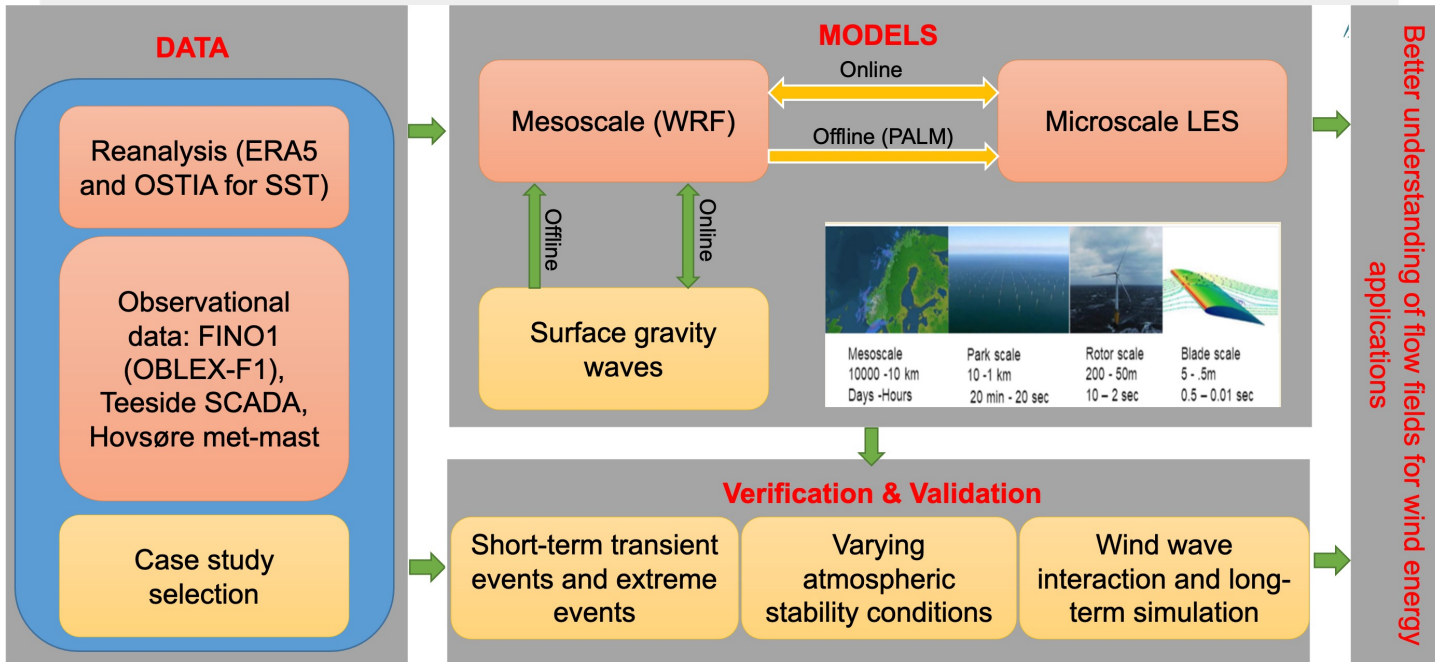 DATA
Reanalysis (ERA5
and OSTIA for SST)
Observational
data: FINO1
(OBLEX-F1),
Teeside SCADA,
Hovsøre met-mast
Case study
selection
MODELS
Mesoscale (WRF)
Online
Offline (PALM)
Microscale LES
Offline
Online
Surface gravity
waves
Mesoscale
10000 -10 km
Days -Hours
Park scale
10 -1 km
20 min - 20 sec
Rotor scale
200 - 50m
10 – 2 sec
Blade scale
5 - .5m
0.5 – 0.01 sec
Verification & Validation
Short-term transient
events and extreme
events
Varying
atmospheric
stability conditions
Wind wave
interaction and long-
term simulation
Better understanding of flow fields for wind energy
applications